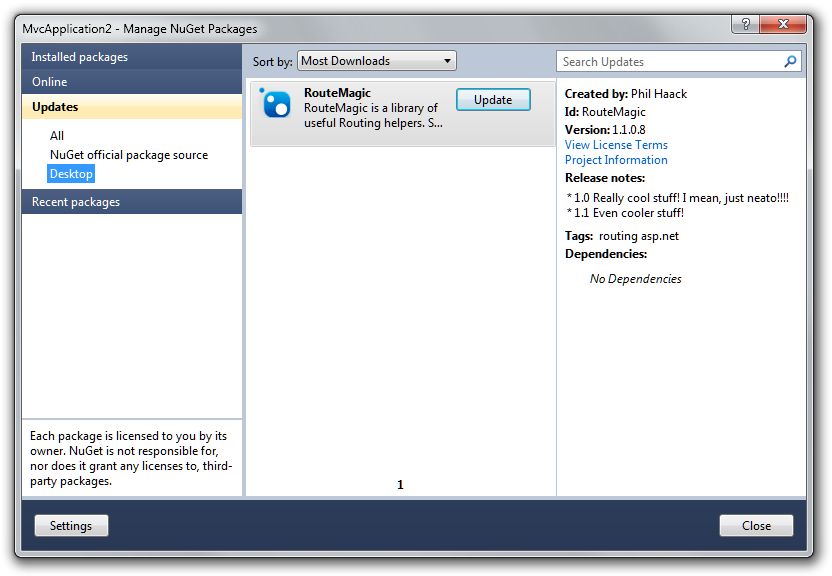 MvcApplication2 - Manage NuGet Packages
?
Installed packages
Online
Updates
All
NuGet official package source
Desktop
Recent packages
Each package is licensed to you by its
owner. NuGet is not responsible for,
nor does it grant any licenses to, third-
party packages.
Sort by: Most Downloads
RouteMagic
RouteMagic is a library of
useful Routing helpers. S...
Update
1
Search Updates
Created by: Phil Haack
Id: RouteMagic
Version: 1.1.0.8
View License Terms
Project Information
Release notes:
* 1.0 Really cool stuff! I mean, just neato!!!!
* 1.1 Even cooler stuff!
Tags: routing asp.net
Dependencies:
No Dependencies
Settings
Close